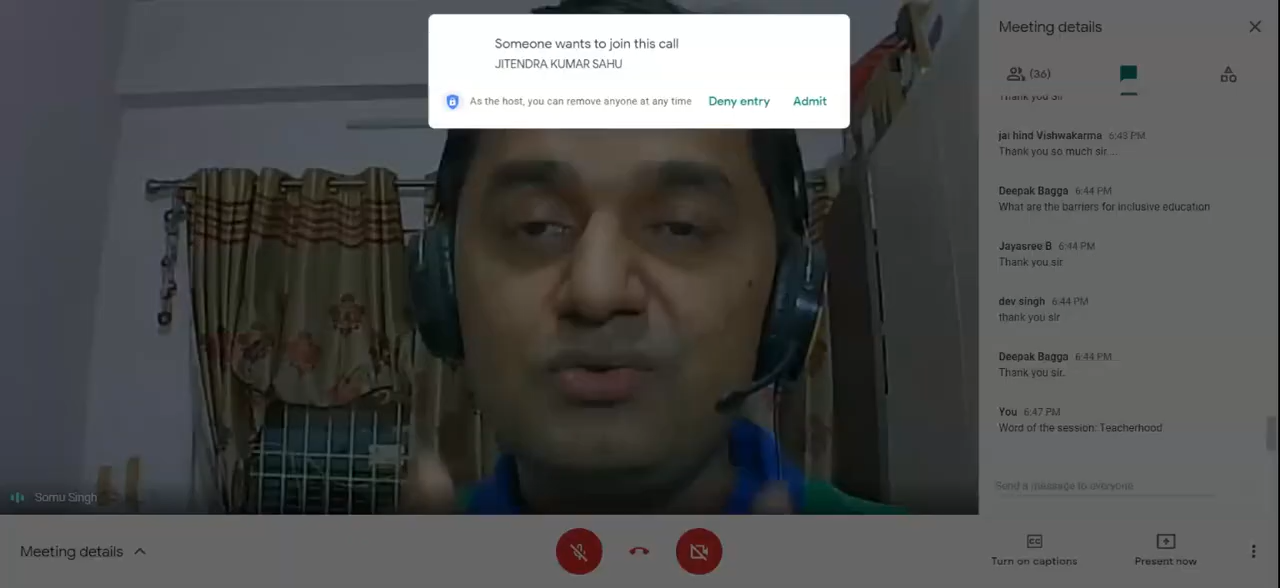 Someone wants to join this call
JITENDRA KUMAR SAHU
As the host, you can remove anyone at any time
Deny entry
Admit
Meeting details
(36)
Thank you Sir
jai hind Vishwakarma 6:43 PM
Thank you so much sir....
Deepak Bagga 6:44 PM
What are the barriers for inclusive education
Jayasree B 6:44 PM
Thank you sir
dev singh 6:44 PM
thank you sir
Deepak Bagga 6:44 PM
Thank you sir.
You 6:47 PM
Word of the session: Teacherhood
Send a message to everyone
Somu Singh
Meeting details
CC
Turn on captions
Present now